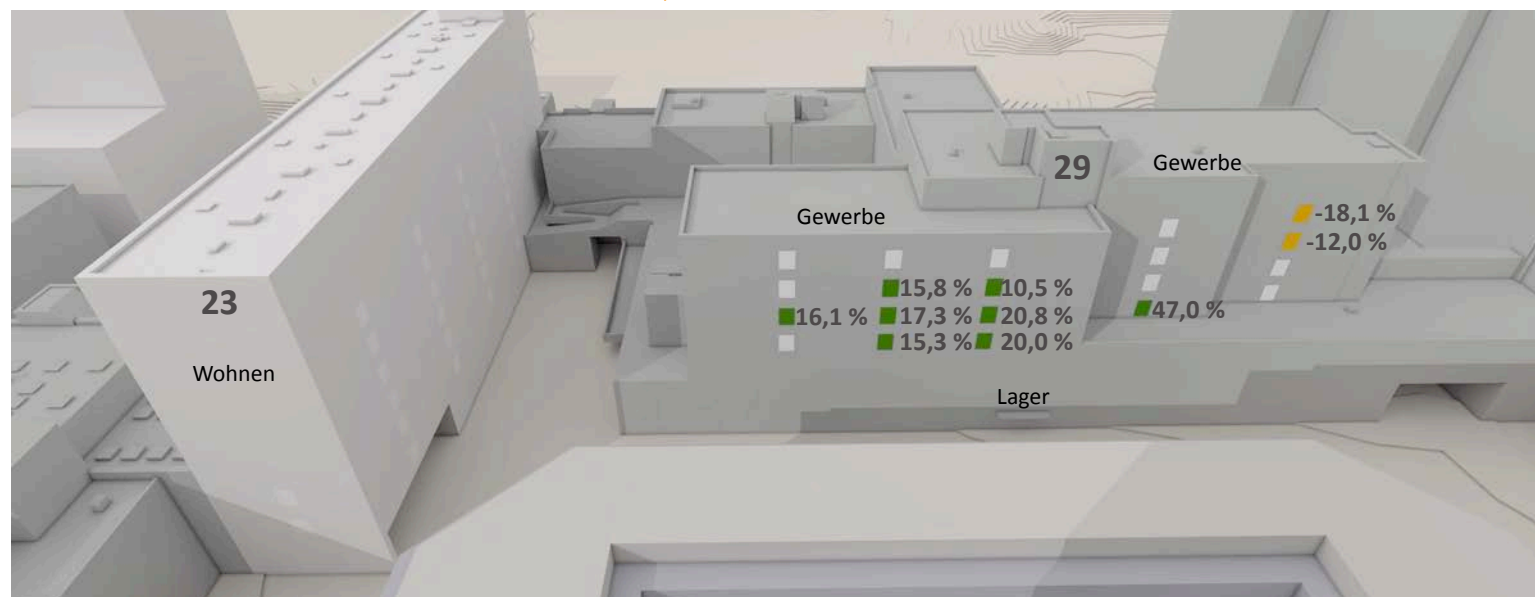 29
Gewerbe
Gewerbe
-18,1 %
-12,0 %
23
15,8 % 10,5 %
16,1 % 17,3 % 20,8 % 47,0 %
15,3 % 20,0 %
Wohnen
Lager